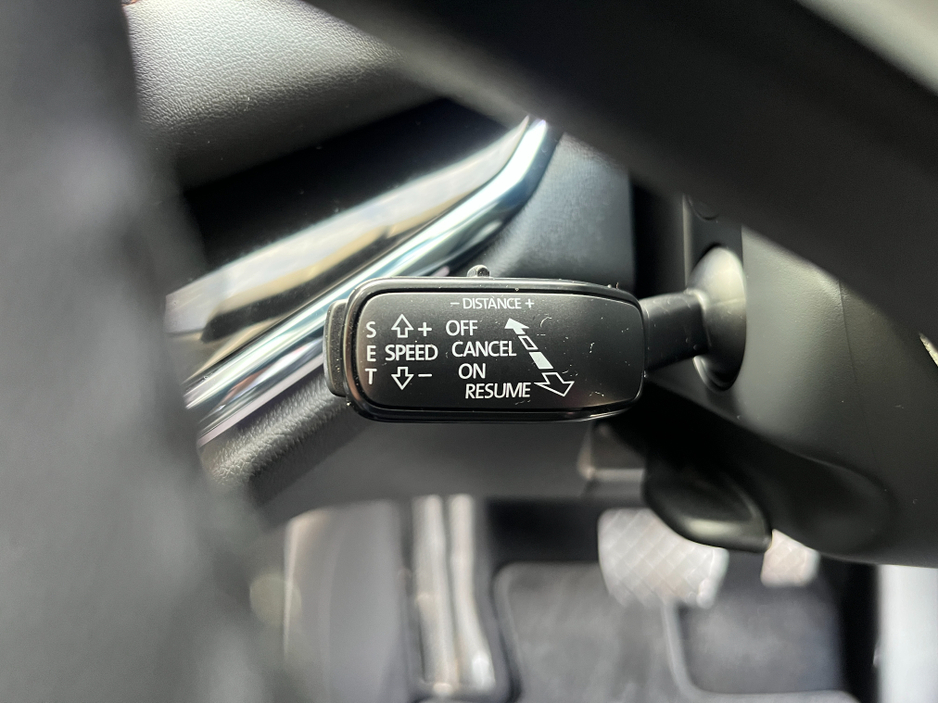 − DISTANCE +
S + OFF
E SPEED CANCEL
T − ON
RESUME